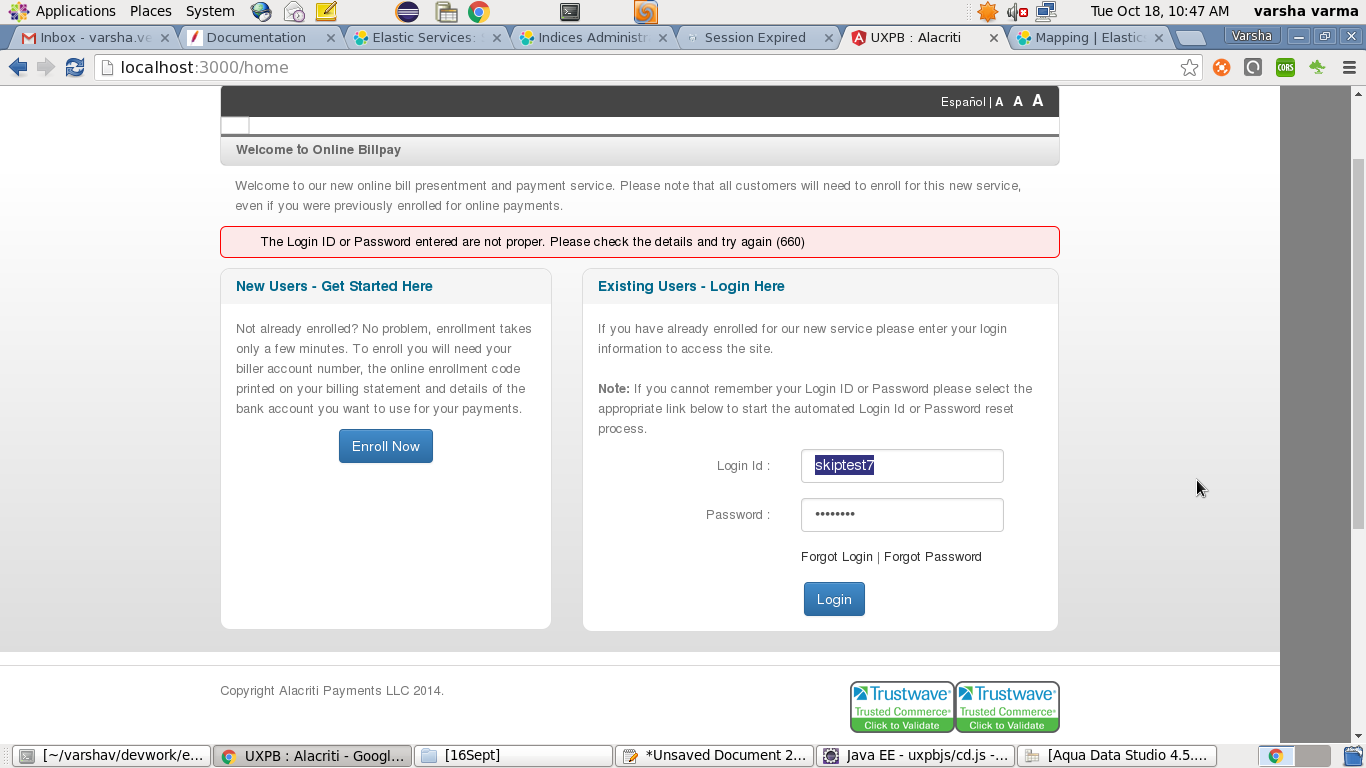 Applications Places System Tue Oct 18, 10:47 AM varsha varma
Inbox - varsha.ve Documentation Elastic Services: Indices Administr Session Expired UXPB : Alacriti Mapping | Elastic Varsha
localhost:3000/home CORS
Español | A A A
Welcome to Online Billpay
Welcome to our new online bill presentment and payment service. Please note that all customers will need to enroll for this new service,
even if you were previously enrolled for online payments.
The Login ID or Password entered are not proper. Please check the details and try again (660)
New Users - Get Started Here
Not already enrolled? No problem, enrollment takes
only a few minutes. To enroll you will need your
biller account number, the online enrollment code
printed on your billing statement and details of the
bank account you want to use for your payments.
Enroll Now
Existing Users - Login Here
If you have already enrolled for our new service please enter your login
information to access the site.
Note: If you cannot remember your Login ID or Password please select the
appropriate link below to start the automated Login Id or Password reset
process.
Login Id : skiptest7
Password : ••••••••
Forgot Login | Forgot Password
Login
Copyright Alacriti Payments LLC 2014.
Trustwave Trustwave
Trusted Commerce Trusted Commerce
Click to Validate Click to Validate
[~/varshav/devwork/e... UXPB : Alacriti - Googl... [16Sept] *Unsaved Document 2... Java EE - uxpbjs/cd.js -... [Aqua Data Studio 4.5....